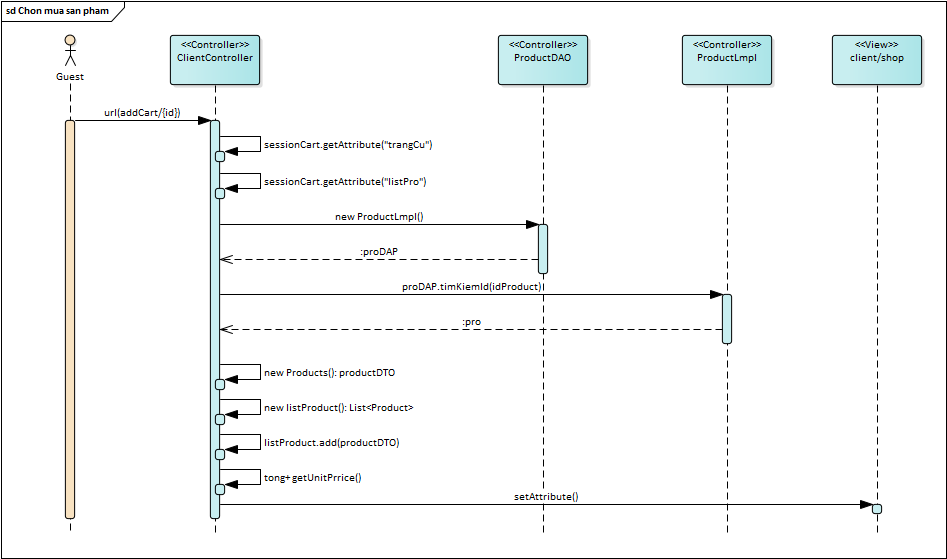 sd Chon mua san pham
<<Controller>>
ClientController
<<Controller>>
ProductDAO
<<Controller>>
ProductLmpl
<<View>>
client/shop
Guest
url(addCart/{id})
sessionCart.getAttribute("trangCu")
sessionCart.getAttribute("listPro")
new ProductLmpl()
:proDAP
proDAP.timKiemId(idProduct)
:pro
new Products(): productDTO
new listProduct(): List<Product>
listProduct.add(productDTO)
tong+getUnitPrrice()
setAttribute()